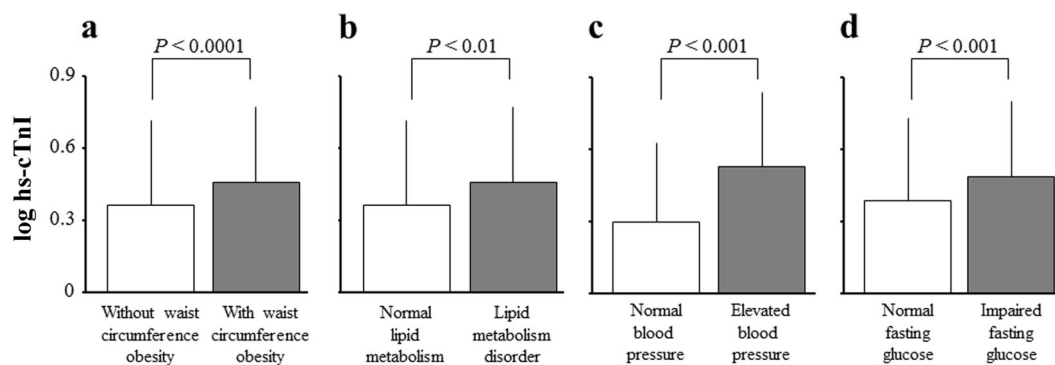 a
P < 0.0001
b
P < 0.01
c
P < 0.001
d
P < 0.001
log hs-cTnI
0.9
0.6
0.3
0
Without waist
circumference
obesity
With waist
circumference
obesity
Normal
lipid
metabolism
Lipid
metabolism
disorder
Normal
blood
pressure
Elevated
blood
pressure
Normal
fasting
glucose
Impaired
fasting
glucose